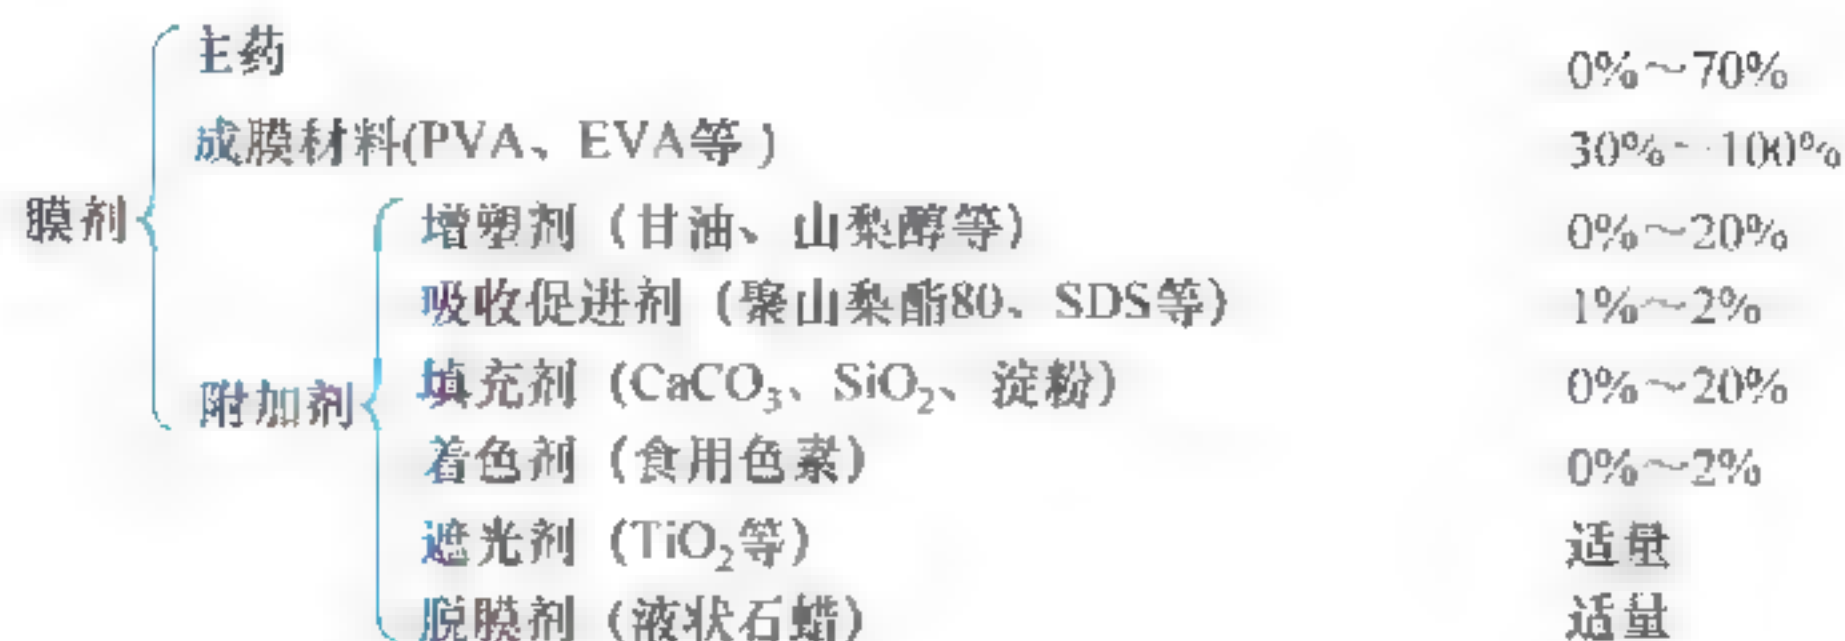 主药 0%～70%
成膜材料(PVA、EVA等) 30%～100%
膜剂 增塑剂（甘油、山梨醇等） 0%～20%
吸收促进剂（聚山梨酯80、SDS等） 1%～2%
附加剂 填充剂（CaCO₃、SiO₂、淀粉） 0%～20%
着色剂（食用色素） 0%～2%
遮光剂（TiO₂等） 适量
脱膜剂（液状石蜡） 适量